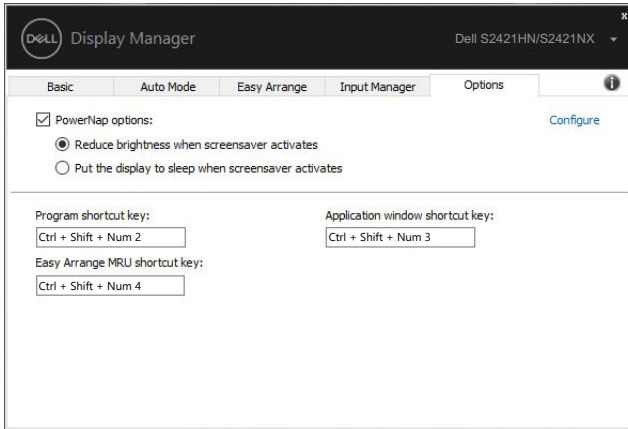 x
DELL Display Manager Dell S2421HN/S2421NX
Basic Auto Mode Easy Arrange Input Manager Options i
PowerNap options: Configure
Reduce brightness when screensaver activates
Put the display to sleep when screensaver activates
Program shortcut key: Application window shortcut key:
Ctrl + Shift + Num 2 Ctrl + Shift + Num 3
Easy Arrange MRU shortcut key:
Ctrl + Shift + Num 4